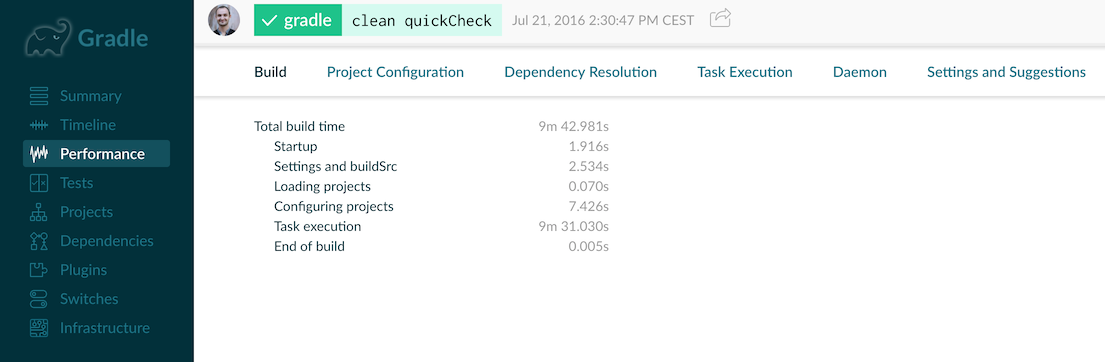 gradle clean quickCheck Jul 21, 2016 2:30:47 PM CEST
Gradle
Build Project Configuration Dependency Resolution Task Execution Daemon Settings and Suggestions
Summary
Timeline
Performance
Tests
Projects
Dependencies
Plugins
Switches
Infrastructure
Total build time 9m 42.981s
Startup 1.916s
Settings and buildSrc 2.534s
Loading projects 0.070s
Configuring projects 7.426s
Task execution 9m 31.030s
End of build 0.005s